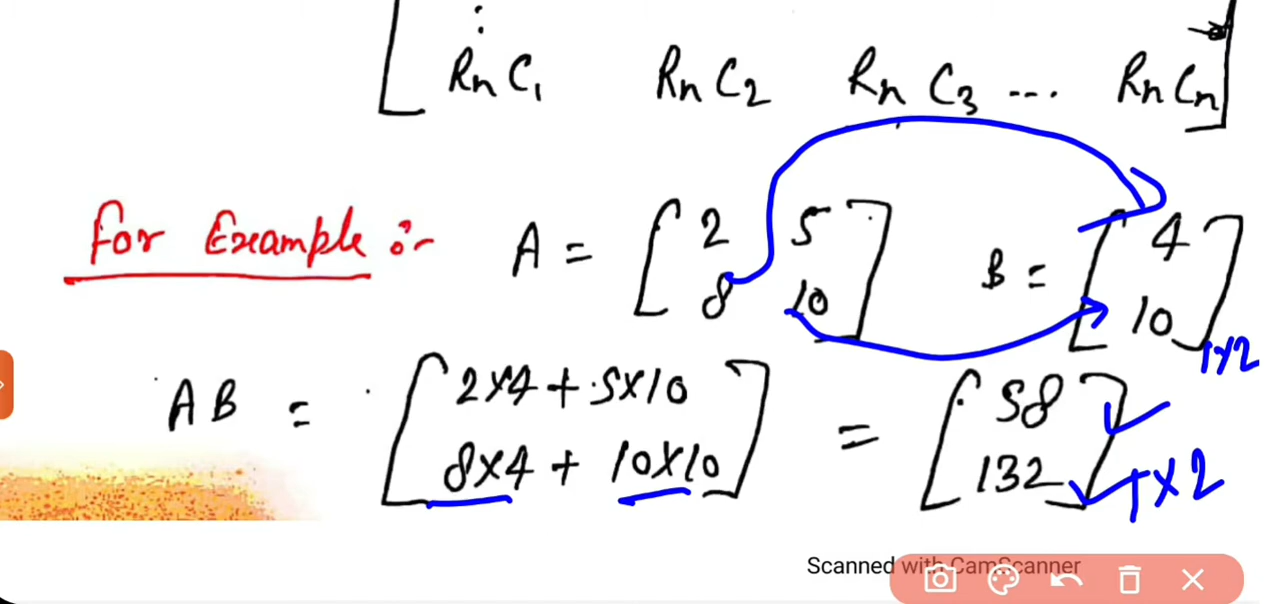 ⋮
RnC1 RnC2 RnC3 ... RnCn
For Example :- A = [2 5
8 10] B = [4
10] 1x2
AB = [2x4 + 5x10
8x4 + 10x10] = [58
132] 1x2
Scanned with CamScanner